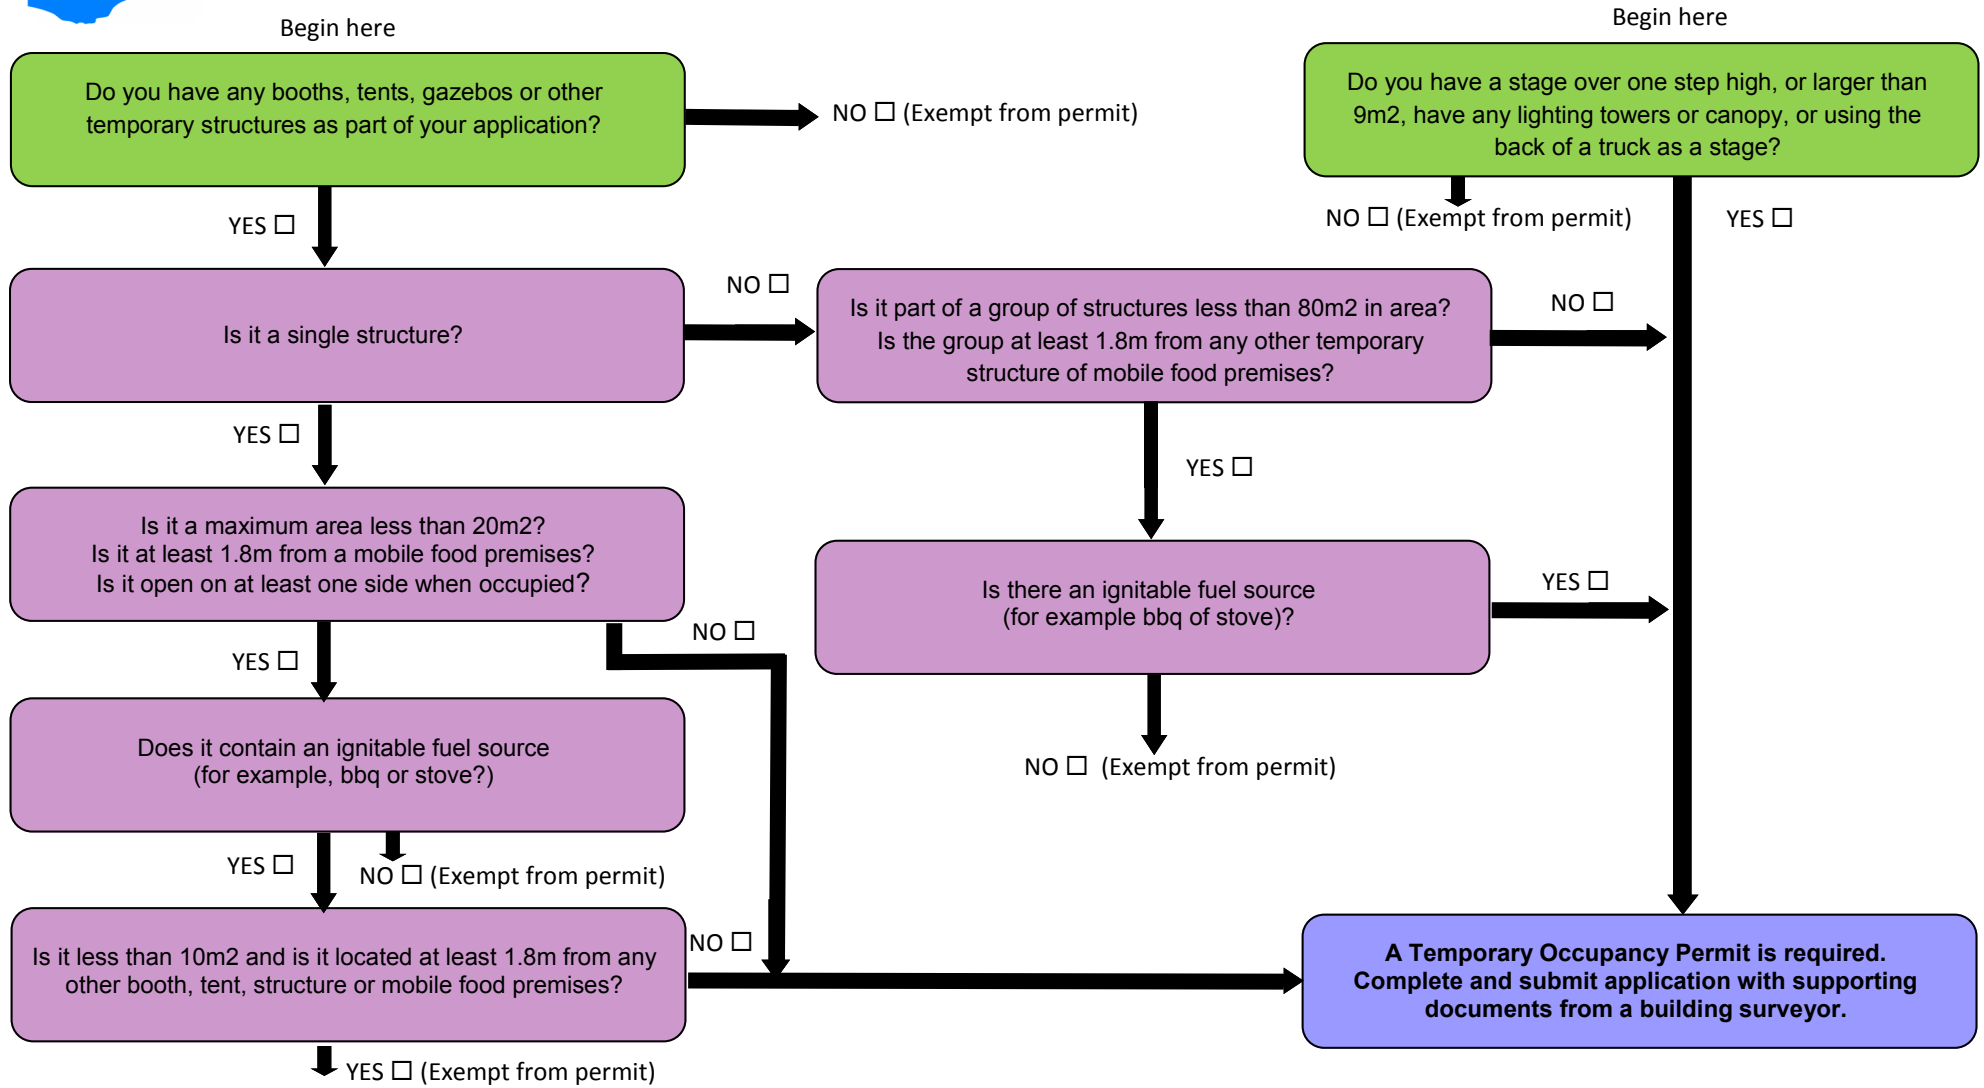 Begin here
Do you have any booths, tents, gazebos or other
temporary structures as part of your application?
NO ☐ (Exempt from permit)
YES ☐
Is it a single structure?
NO ☐
Is it part of a group of structures less than 80m2 in area?
Is the group at least 1.8m from any other temporary
structure of mobile food premises?
NO ☐
YES ☐
YES ☐
Is it a maximum area less than 20m2?
Is it at least 1.8m from a mobile food premises?
Is it open on at least one side when occupied?
NO ☐
YES ☐
Is there an ignitable fuel source
(for example bbq of stove)?
YES ☐
NO ☐ (Exempt from permit)
Does it contain an ignitable fuel source
(for example, bbq or stove?)
YES ☐
NO ☐ (Exempt from permit)
Is it less than 10m2 and is it located at least 1.8m from any
other booth, tent, structure or mobile food premises?
NO ☐
YES ☐ (Exempt from permit)
Begin here
Do you have a stage over one step high, or larger than
9m2, have any lighting towers or canopy, or using the
back of a truck as a stage?
NO ☐ (Exempt from permit)
YES ☐
A Temporary Occupancy Permit is required.
Complete and submit application with supporting
documents from a building surveyor.